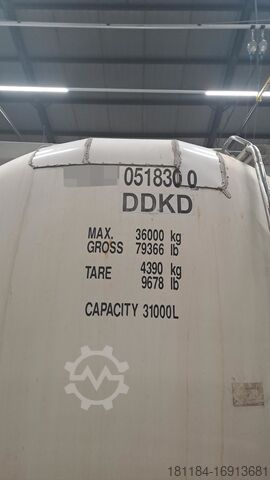 051830 0
DDKD
MAX. 36000 kg
GROSS 79366 lb
TARE 4390 kg
9678 lb
CAPACITY 31000L
181184-16913681